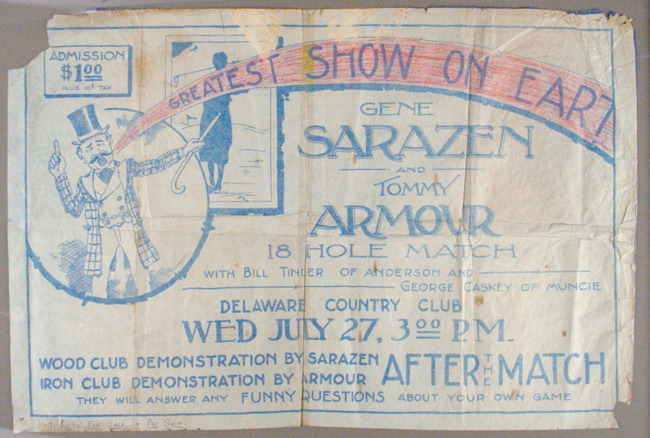 ADMISSION
$1.00
PLUS 10¢ TAX
GREATEST SHOW ON EART
GENE
SARAZEN
AND
TOMMY
ARMOUR
18 HOLE MATCH
WITH BILL TINDER OF ANDERSON AND
GEORGE CASKEY OF MUNCIE
DELAWARE COUNTRY CLUB
WED JULY 27, 300 P.M.
WOOD CLUB DEMONSTRATION BY SARAZEN
IRON CLUB DEMONSTRATION BY ARMOUR
AFTER THE MATCH
THEY WILL ANSWER ANY FUNNY QUESTIONS ABOUT YOUR OWN GAME